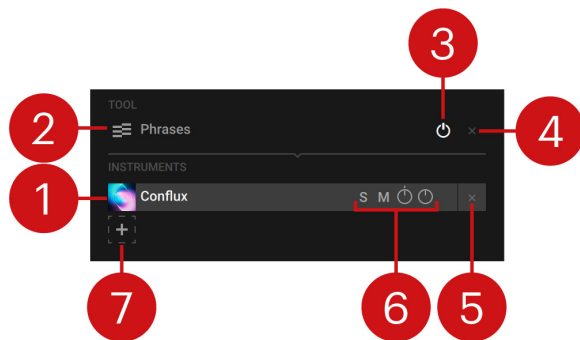 3
TOOL
2 Phrases × 4
INSTRUMENTS
1 Conflux S M × 
+
7 6 5